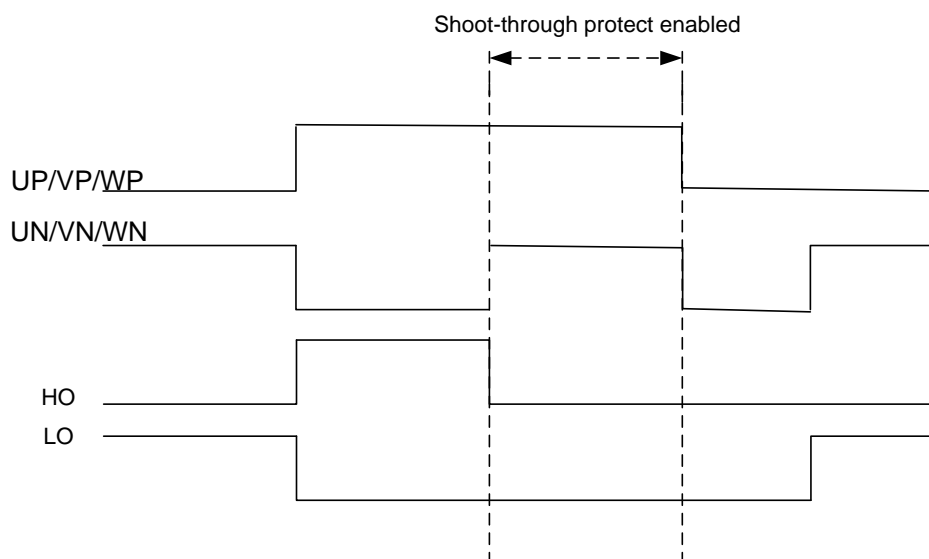 Shoot-through protect enabled
UP/VP/WP
UN/VN/WN
HO
LO